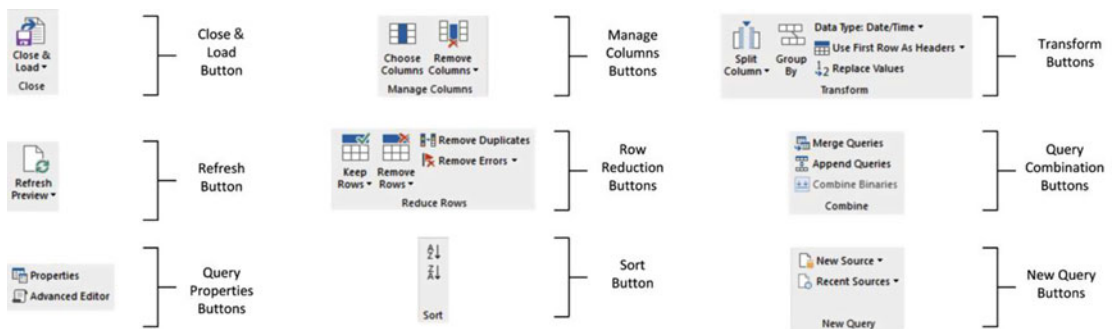 Close &
Load
Close
Close &
Load
Button
Choose
Columns
Remove
Columns
Manage Columns
Manage
Columns
Buttons
Split
Column
Group
By
Data Type: Date/Time
Use First Row As Headers
1
2 Replace Values
Transform
Transform
Buttons
Refresh
Preview
Refresh
Button
Keep
Rows
Remove
Rows
Remove Duplicates
Remove Errors
Reduce Rows
Row
Reduction
Buttons
Merge Queries
Append Queries
Combine Binaries
Combine
Query
Combination
Buttons
Properties
Advanced Editor
Query
Properties
Buttons
A
Z
Z
A
Sort
Sort
Button
New Source
Recent Sources
New Query
New Query
Buttons